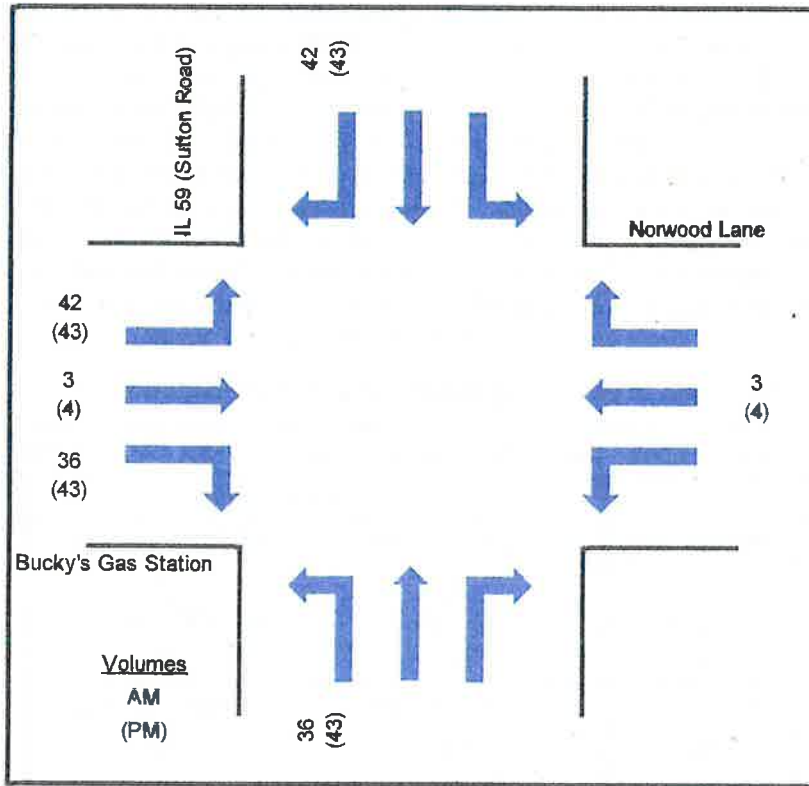 42
(43)
IL 59 (Sutton Road)
Norwood Lane
42
(43)
3
(4)
3
(4)
36
(43)
Bucky's Gas Station
Volumes
AM
(PM)
36
(43)